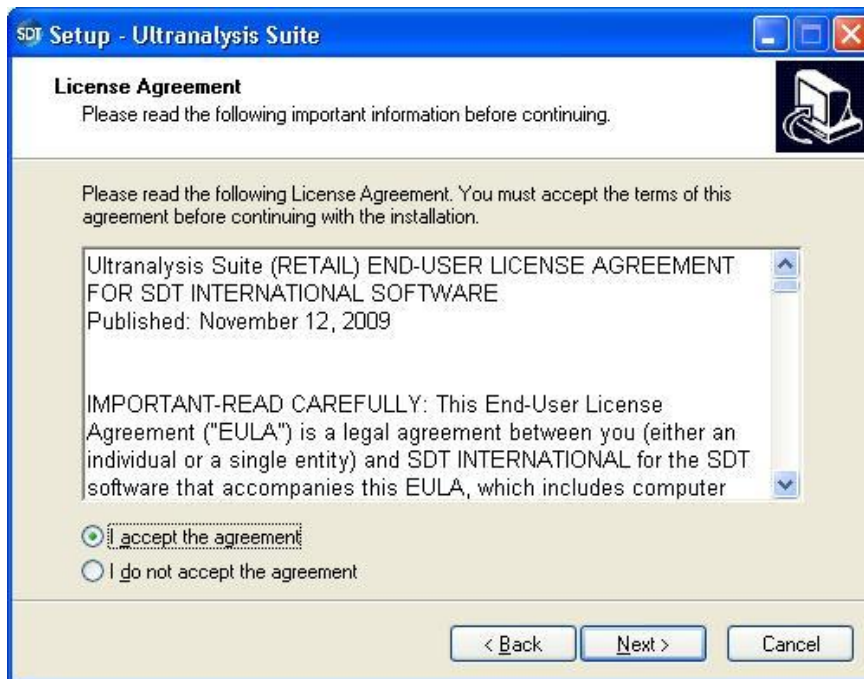 SDT Setup - Ultranalysis Suite
License Agreement
Please read the following important information before continuing.
Please read the following License Agreement. You must accept the terms of this
agreement before continuing with the installation.
Ultranalysis Suite (RETAIL) END-USER LICENSE AGREEMENT
FOR SDT INTERNATIONAL SOFTWARE
Published: November 12, 2009
IMPORTANT-READ CAREFULLY: This End-User License
Agreement ("EULA") is a legal agreement between you (either an
individual or a single entity) and SDT INTERNATIONAL for the SDT
software that accompanies this EULA, which includes computer
I accept the agreement
I do not accept the agreement
< Back Next > Cancel